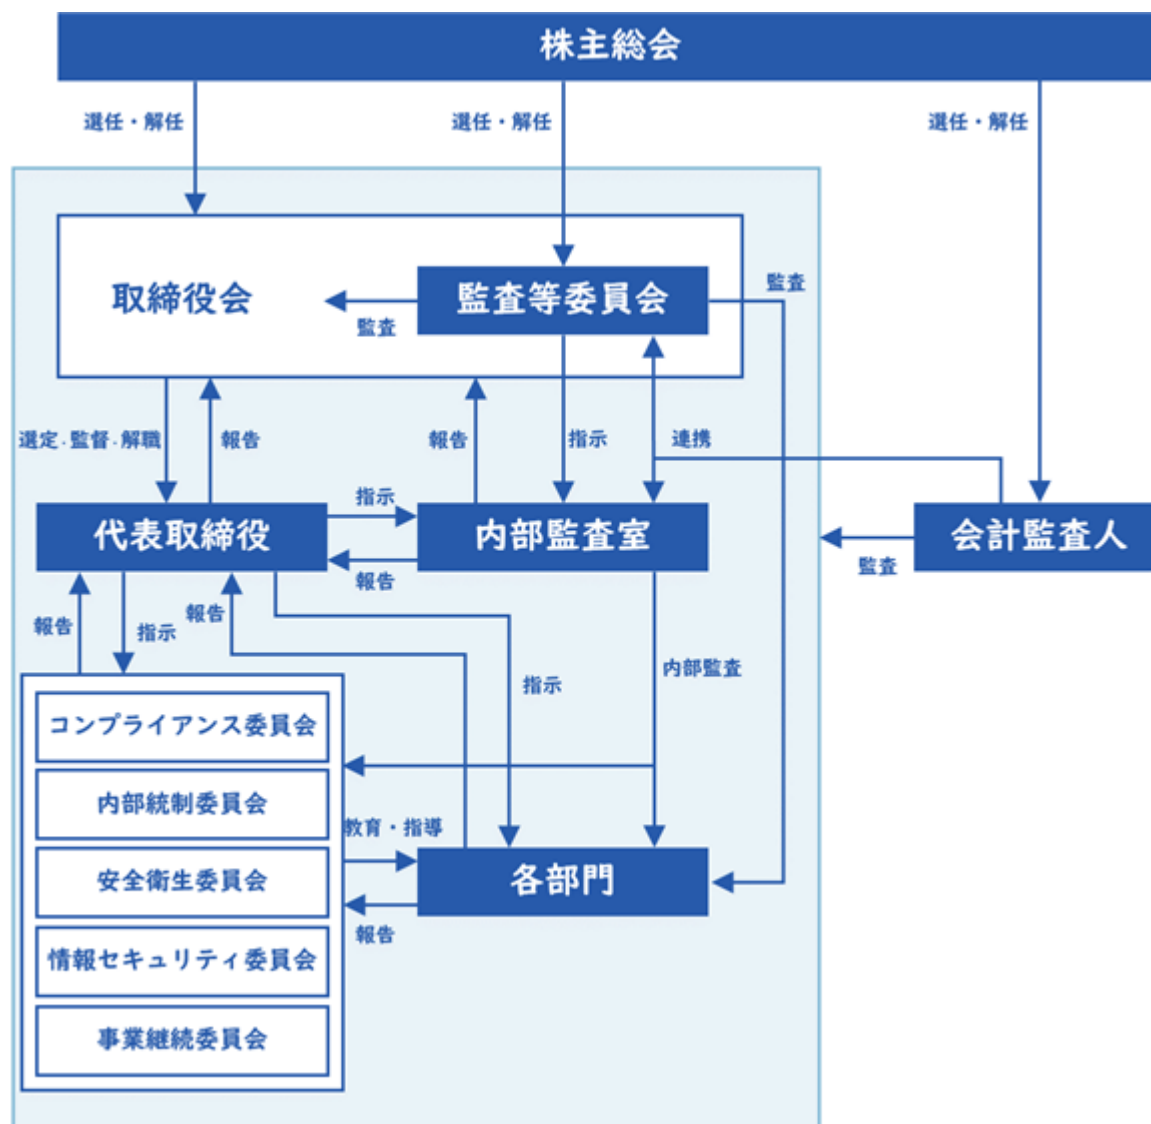 株主総会
選任・解任
選任・解任
選任・解任
取締役会
監査等委員会
監査
監査
選定・監督・解職
報告
報告
指示
連携
代表取締役
指示
報告
内部監査室
会計監査人
監査
報告
指示
報告
指示
内部監査
コンプライアンス委員会
内部統制委員会
安全衛生委員会
情報セキュリティ委員会
事業継続委員会
教育・指導
報告
各部門